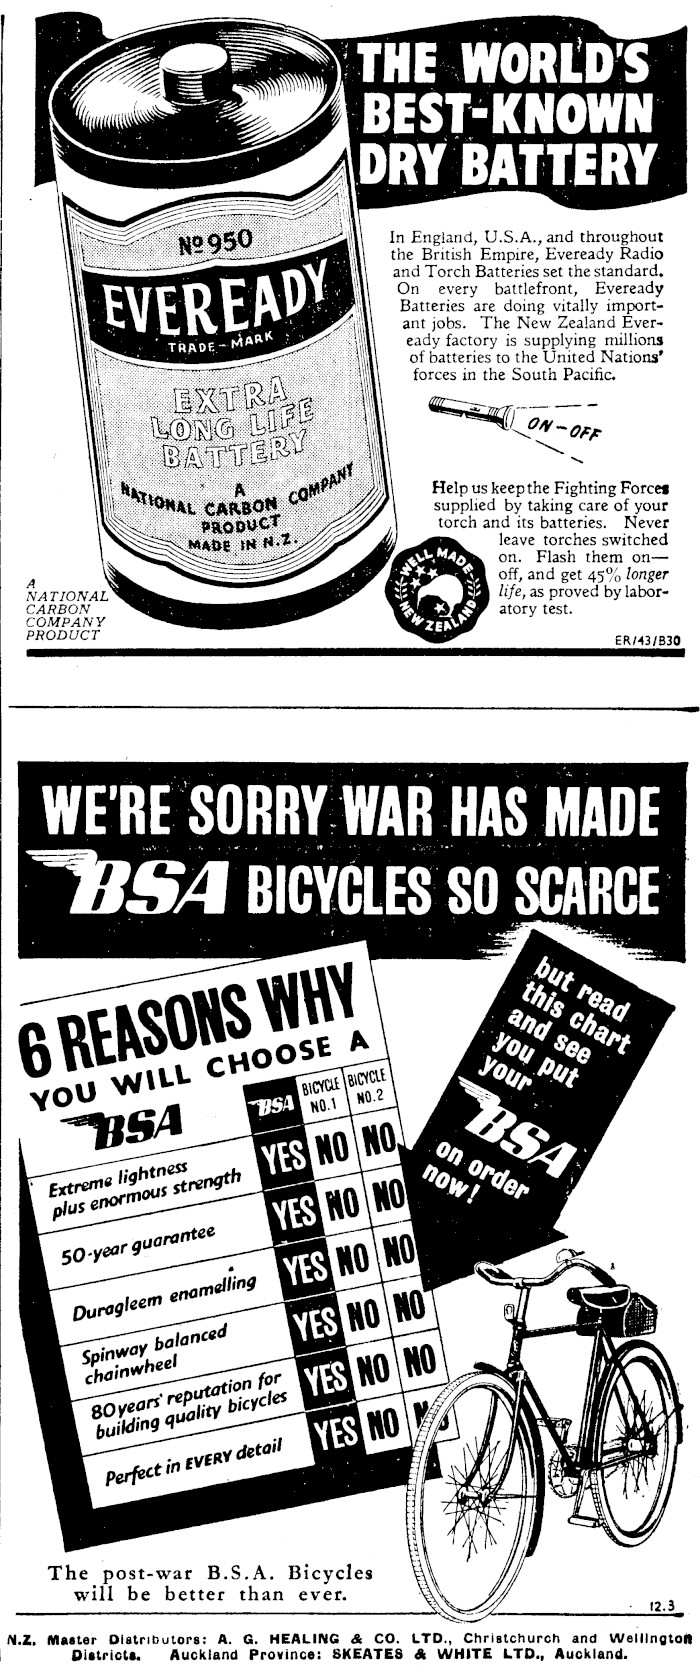 THE WORLD'S
BEST-KNOWN
DRY BATTERY
No 950
EVEREADY
TRADE-MARK
EXTRA
LONG LIFE
BATTERY
A
NATIONAL CARBON COMPANY
PRODUCT
MADE IN N.Z.
In England, U.S.A., and throughout
the British Empire, Eveready Radio
and Torch Batteries set the standard.
On every battlefront, Eveready
Batteries are doing vitally import-
ant jobs. The New Zealand Ever-
eady factory is supplying millions
of batteries to the United Nations'
forces in the South Pacific.
ON-OFF
Help us keep the Fighting Forces
supplied by taking care of your
torch and its batteries. Never
leave torches switched
on. Flash them on—
off, and get 45% longer
life, as proved by labor-
atory test.
WELL MADE
NEW ZEALAND
A
NATIONAL
CARBON
COMPANY
PRODUCT
ER/43/B30
WE'RE SORRY WAR HAS MADE
BSA BICYCLES SO SCARCE
but read
this chart
and see
you put
your
BSA
on order
now!
6 REASONS WHY
YOU WILL CHOOSE A
BSA
BSA BICYCLE NO.1 BICYCLE NO.2
Extreme lightness
plus enormous strength YES NO NO
50-year guarantee YES NO NO
Duragleem enamelling YES NO NO
Spinway balanced
chainwheel YES NO NO
80 years' reputation for
building quality bicycles YES NO NO
Perfect in EVERY detail YES NO NO
The post-war B.S.A. Bicycles
will be better than ever.
12.3
N.Z. Master Distributors: A. G. HEALING & CO. LTD., Christchurch and Wellington
Districts. Auckland Province: SKEATES & WHITE LTD., Auckland.